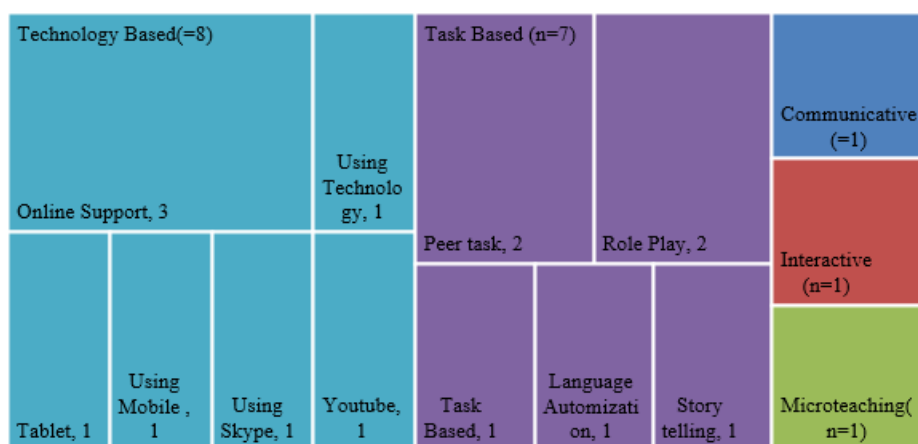 Technology Based(=8)
Online Support, 3
Using
Technolo
gy, 1
Tablet, 1
Using
Mobile ,
1
Using
Skype, 1
Youtube,
1
Task Based (n=7)
Peer task, 2
Role Play, 2
Task
Based, 1
Language
Automizati
on, 1
Story
telling, 1
Communicative
(=1)
Interactive
(n=1)
Microteaching(
n=1)